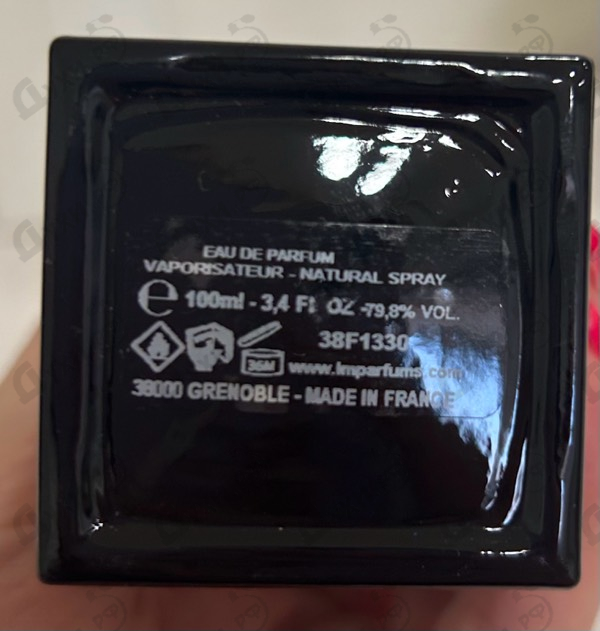 EAU DE PARFUM
VAPORISATEUR - NATURAL SPRAY
e 100ml - 3,4 Fl OZ -79,8% VOL.
38F1330
36M www.lmparfums.com
38000 GRENOBLE - MADE IN FRANCE